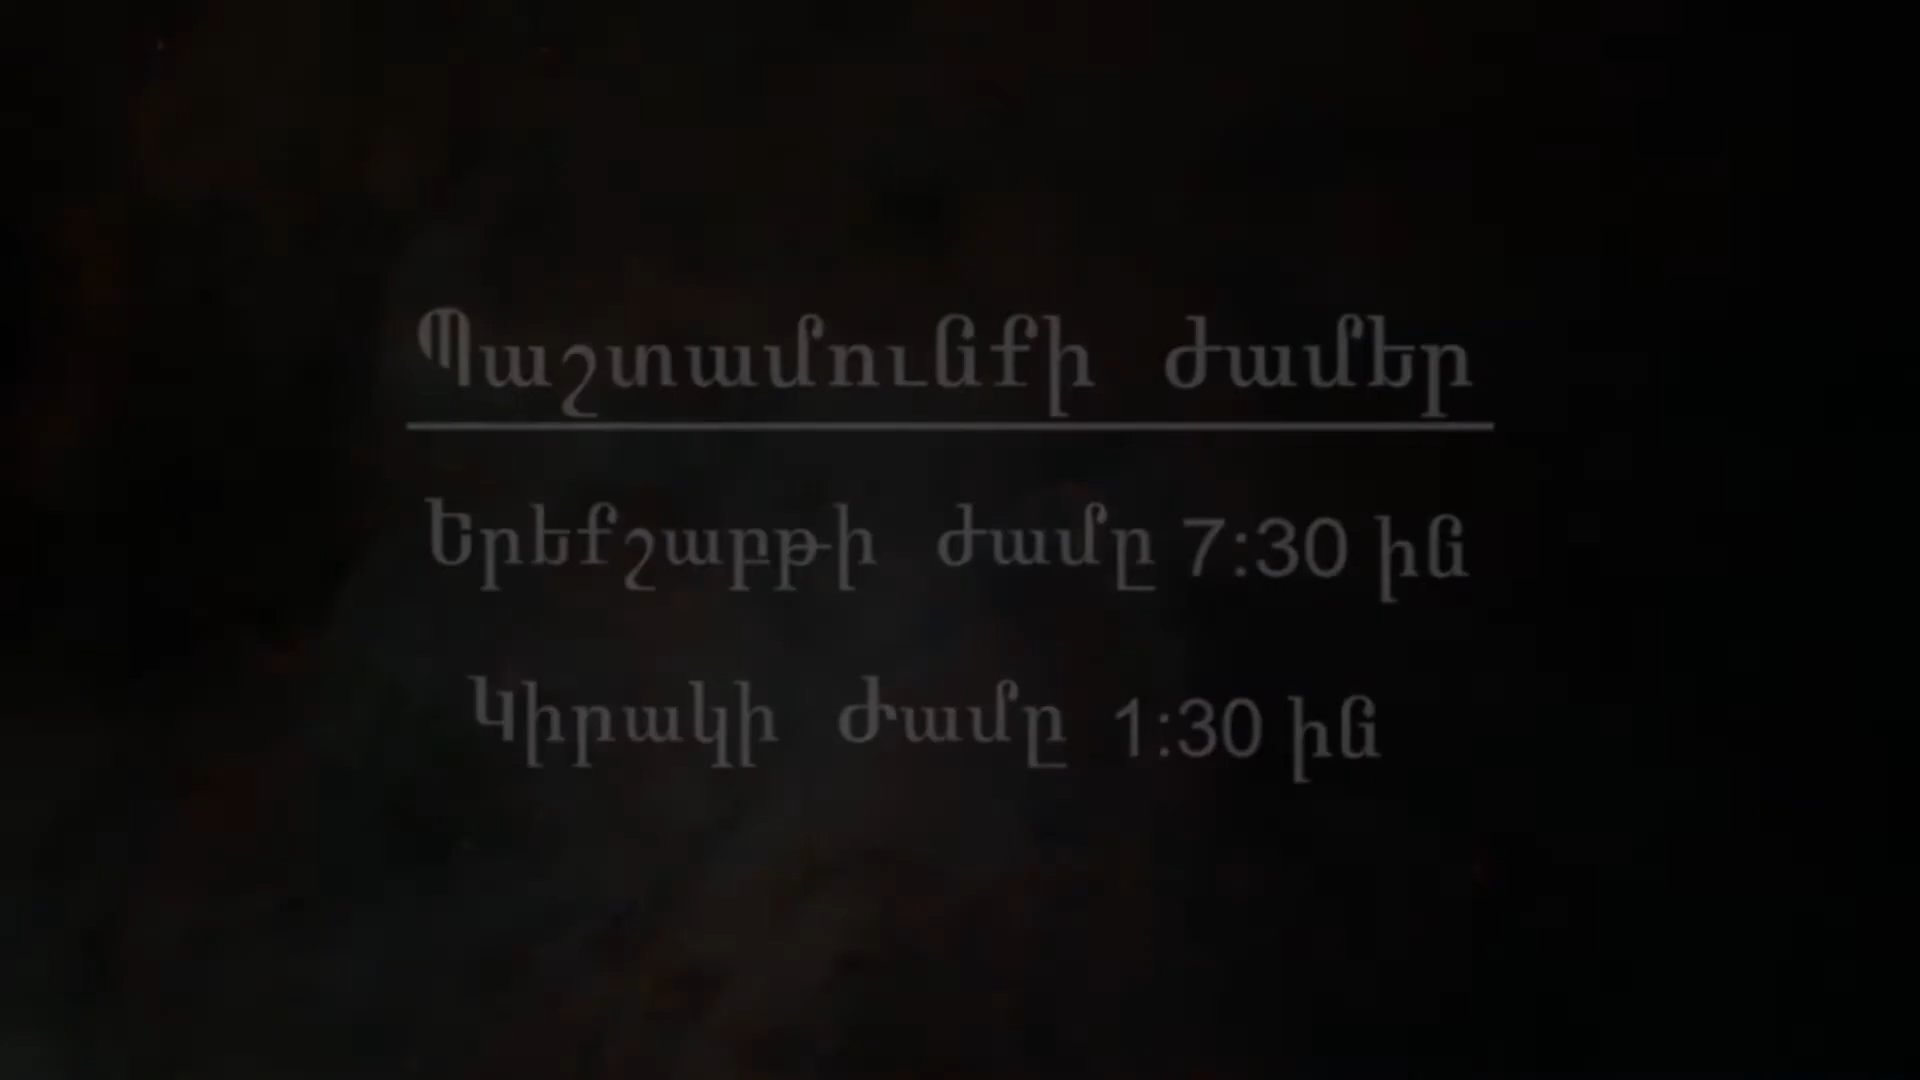 Պաշտամունքի ժամեր
Երեքշաբթի ժամը 7:30 ին
Կիրակի Ժամը 1:30 ին